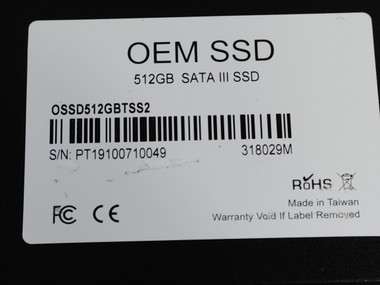 OEM SSD
512GB SATA III SSD
OSSD512GBTSS2
S/N: PT19100710049 318029M
RoHS
FC CE
Made in Taiwan
Warranty Void If Label Removed